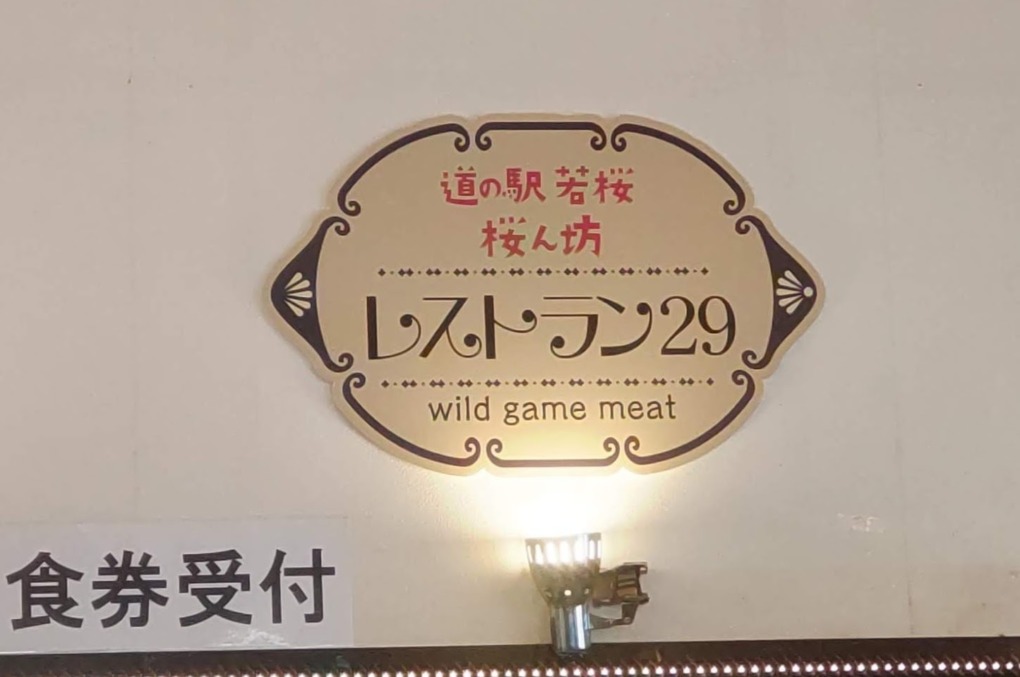 道の駅 若桜
桜ん坊
レストラン29
wild game meat
食券受付